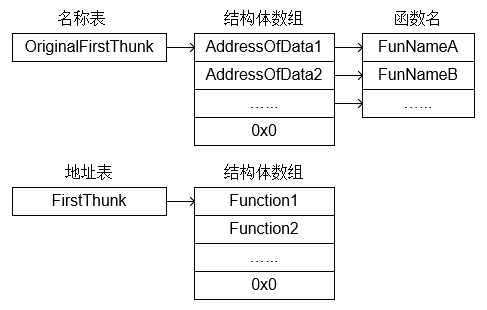 名称表 结构体数组 函数名
OriginalFirstThunk AddressOfData1 FunNameA
AddressOfData2 FunNameB
…... …...
0x0
地址表 结构体数组
FirstThunk Function1
Function2
…...
0x0